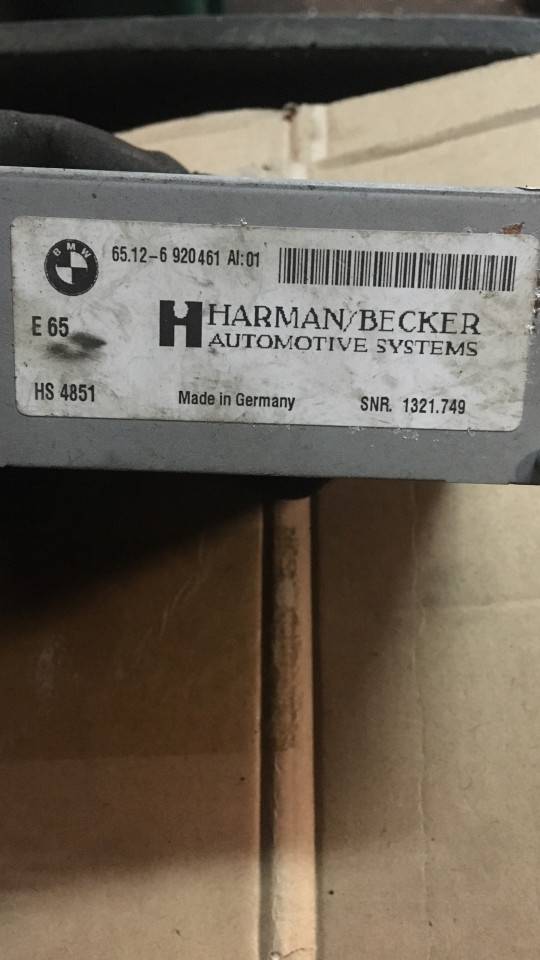 BMW
65.12-6 920461 AI:01
E 65
HARMAN/BECKER
AUTOMOTIVE SYSTEMS
HS 4851
Made in Germany
SNR. 1321.749